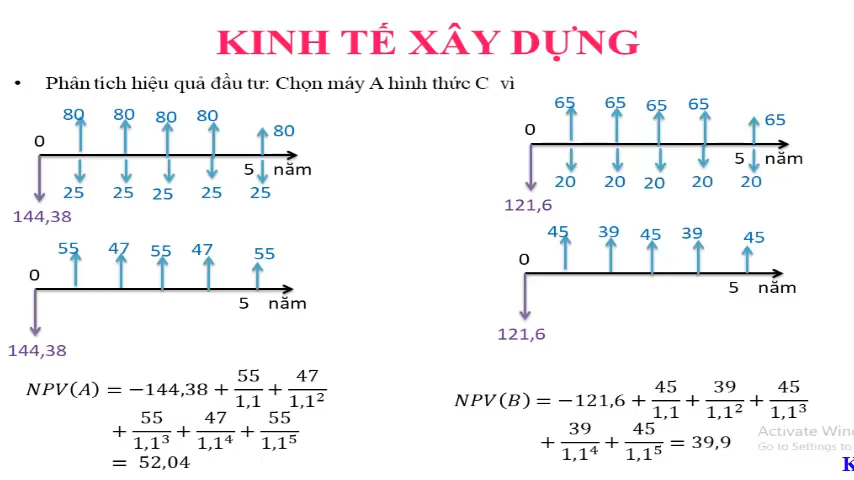 KINH TẾ XÂY DỰNG
• Phân tích hiệu quả đầu tư: Chọn máy A hình thức C vì
80 80 80 80 80
0
5 năm
25 25 25 25 25
144,38
65 65 65 65 65
0
5 năm
20 20 20 20 20
121,6
55 47 55 47 55
0
5 năm
144,38
45 39 45 39 45
0
5 năm
121,6
NPV(A) = −144,38 + 55/1,1 + 47/1,1²
+ 55/1,1³ + 47/1,1⁴ + 55/1,1⁵
= 52,04
NPV(B) = −121,6 + 45/1,1 + 39/1,1² + 45/1,1³
+ 39/1,1⁴ + 45/1,1⁵ = 39,9
Activate Win
Go to Settings to
K